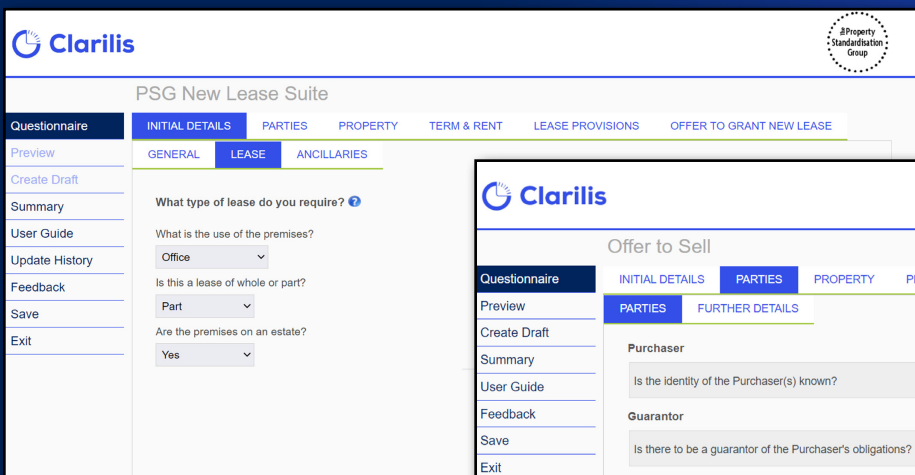 Clarilis
The Property
Standardisation
Group
PSG New Lease Suite
Questionnaire
Preview
Create Draft
Summary
User Guide
Update History
Feedback
Save
Exit
INITIAL DETAILS PARTIES PROPERTY TERM & RENT LEASE PROVISIONS OFFER TO GRANT NEW LEASE
GENERAL LEASE ANCILLARIES
What type of lease do you require? ?
What is the use of the premises?
Office
Is this a lease of whole or part?
Part
Are the premises on an estate?
Yes
Clarilis
Offer to Sell
Questionnaire
Preview
Create Draft
Summary
User Guide
Feedback
Save
Exit
INITIAL DETAILS PARTIES PROPERTY
PARTIES FURTHER DETAILS
Purchaser
Is the identity of the Purchaser(s) known?
Guarantor
Is there to be a guarantor of the Purchaser's obligations?